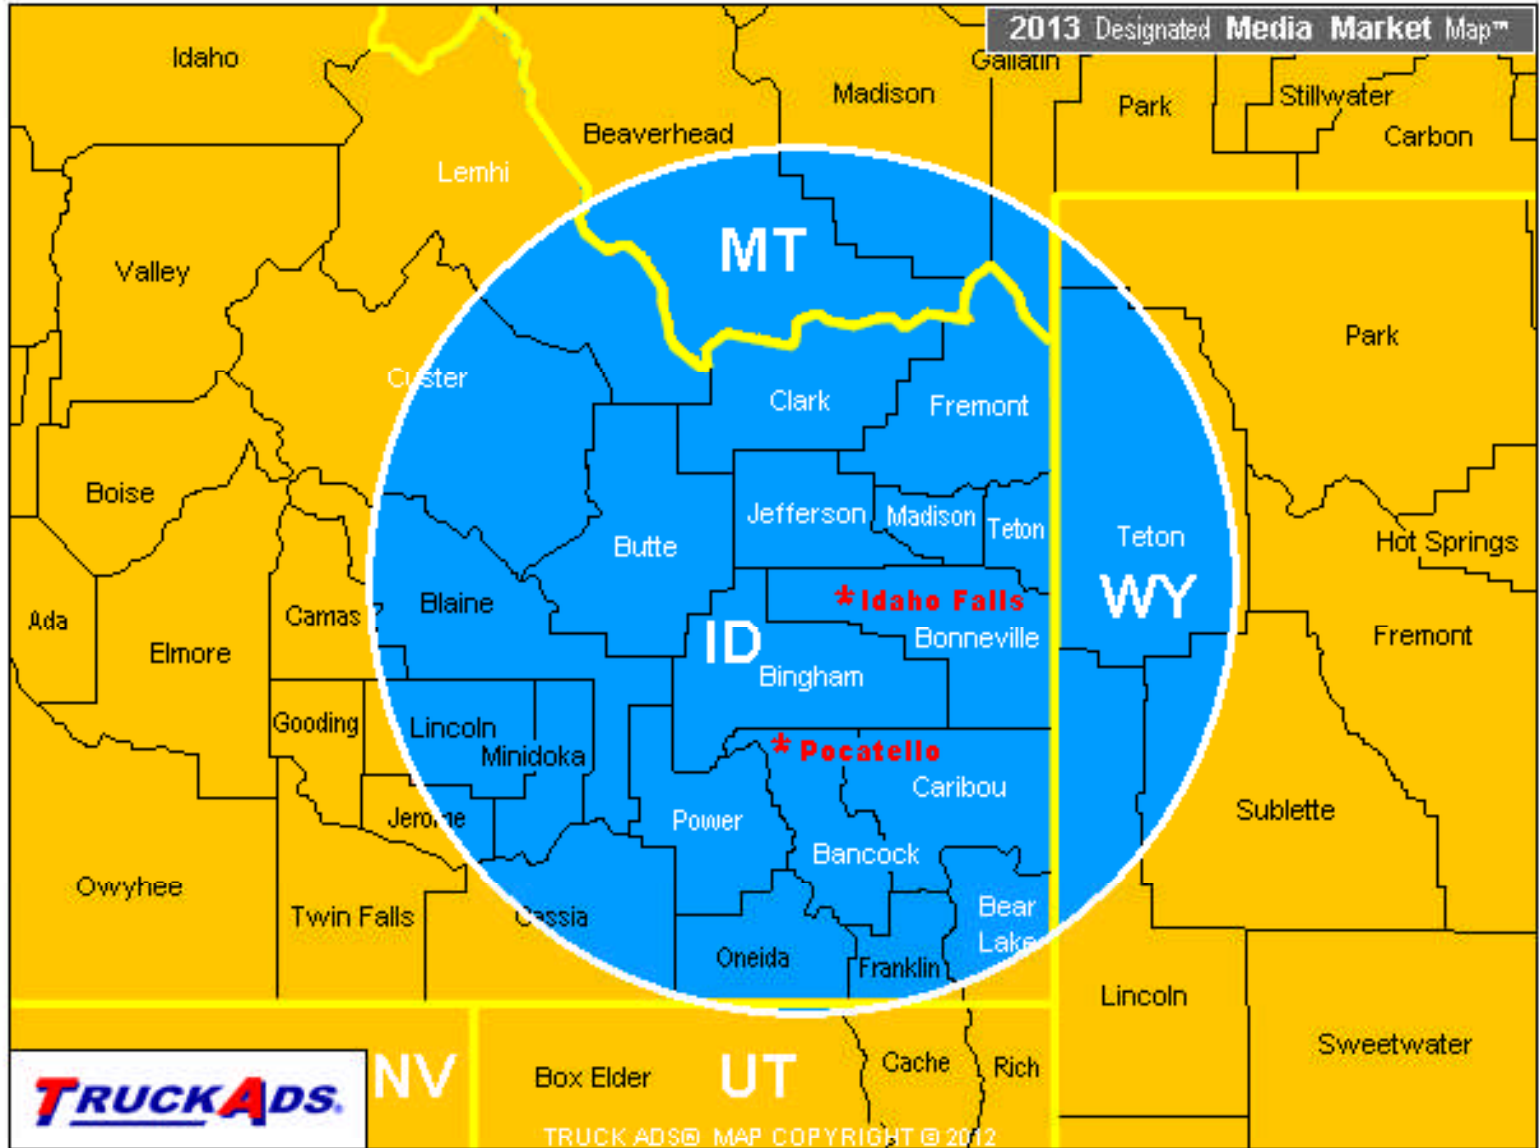 2013 Designated Media Market Map™
Idaho
Gallatin
Madison
Park
Stillwater
Beaverhead
Carbon
Lemhi
MT
Valley
Park
Custer
Clark
Fremont
Boise
Jefferson
Madison
Teton
Teton
Butte
Hot Springs
*Idaho Falls
WY
Blaine
Camas
Ada
Elmore
ID
Bonneville
Fremont
Bingham
Gooding
Lincoln
Minidoka
*Pocatello
Caribou
Jerome
Power
Sublette
Bancock
Owyhee
Twin Falls
Cassia
Bear
Lake
Oneida
Franklin
Lincoln
Sweetwater
NV
Box Elder
UT
Cache
Rich
TRUCKADS.
TRUCK ADS® MAP COPYRIGHT © 2012